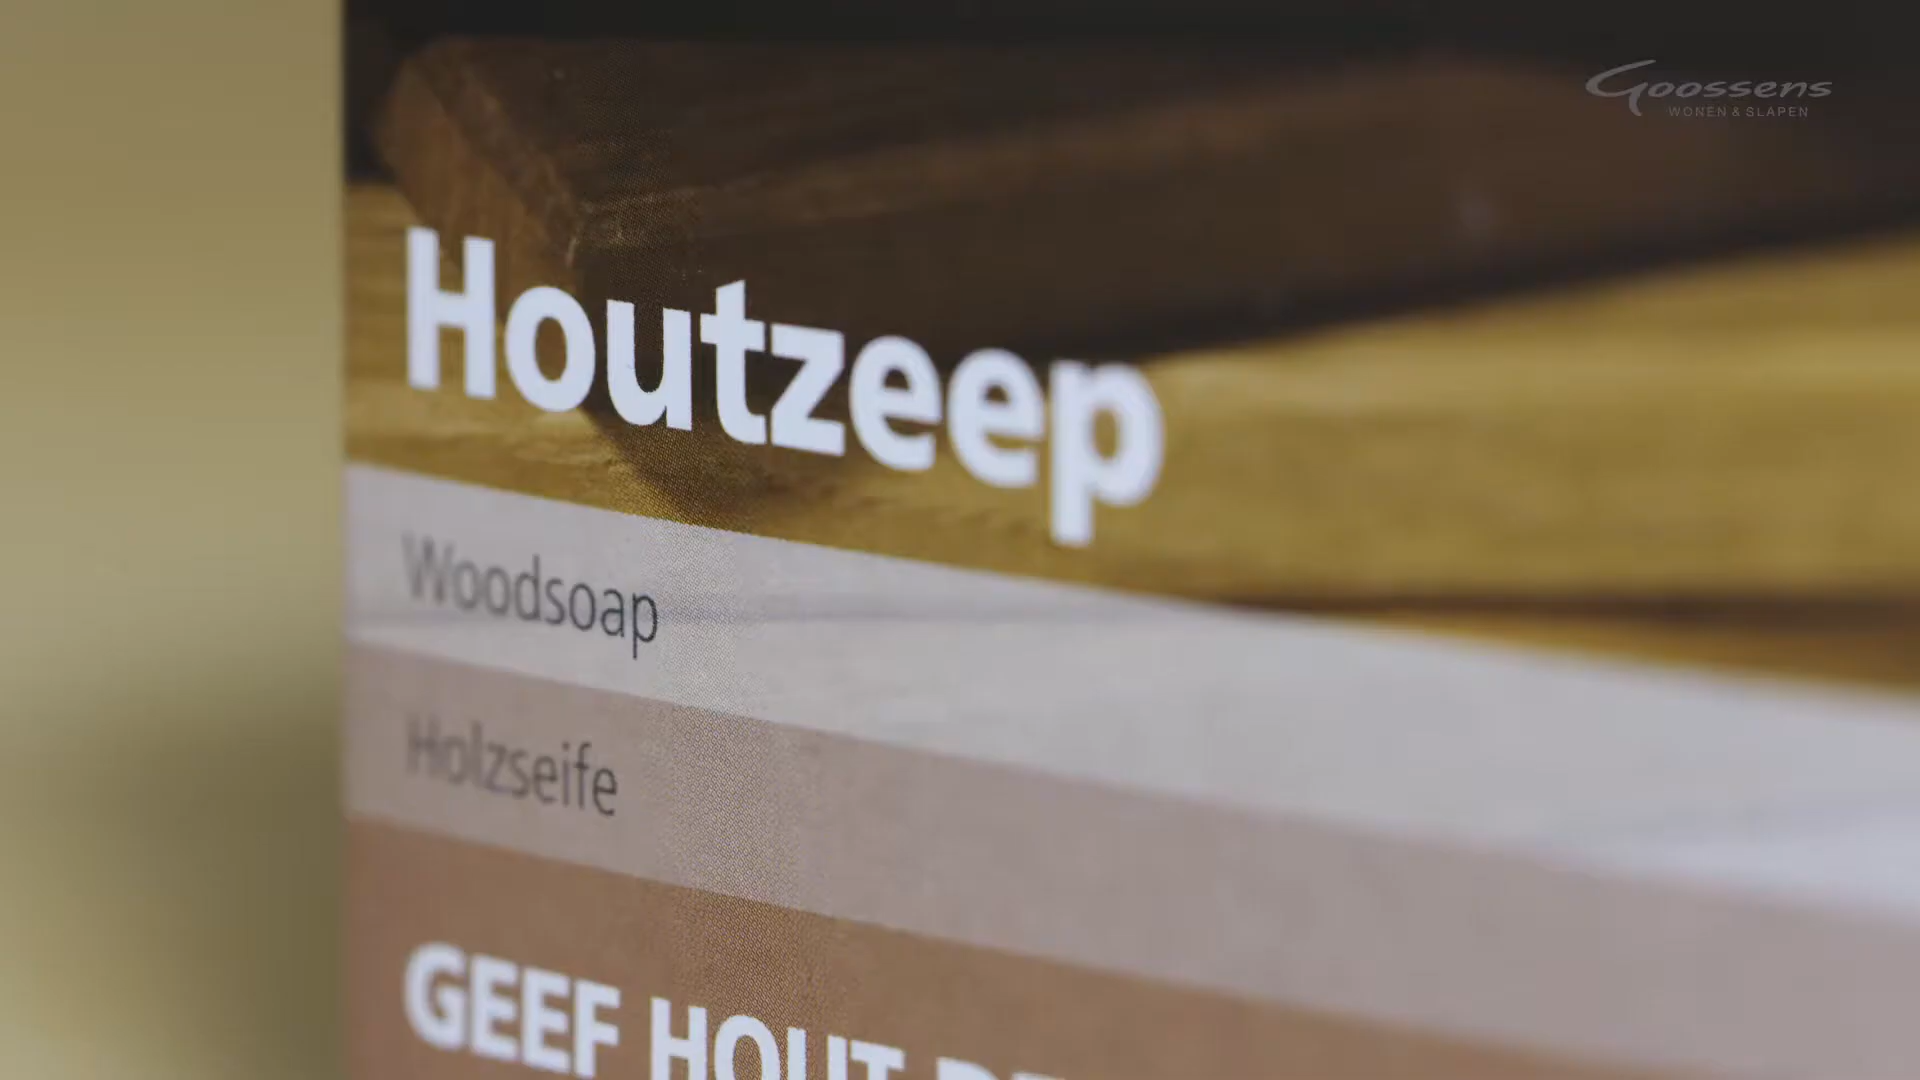 Goossens
WONEN & SLAPEN
Houtzeep
Woodsoap
Holzseife
GEEF HOUT